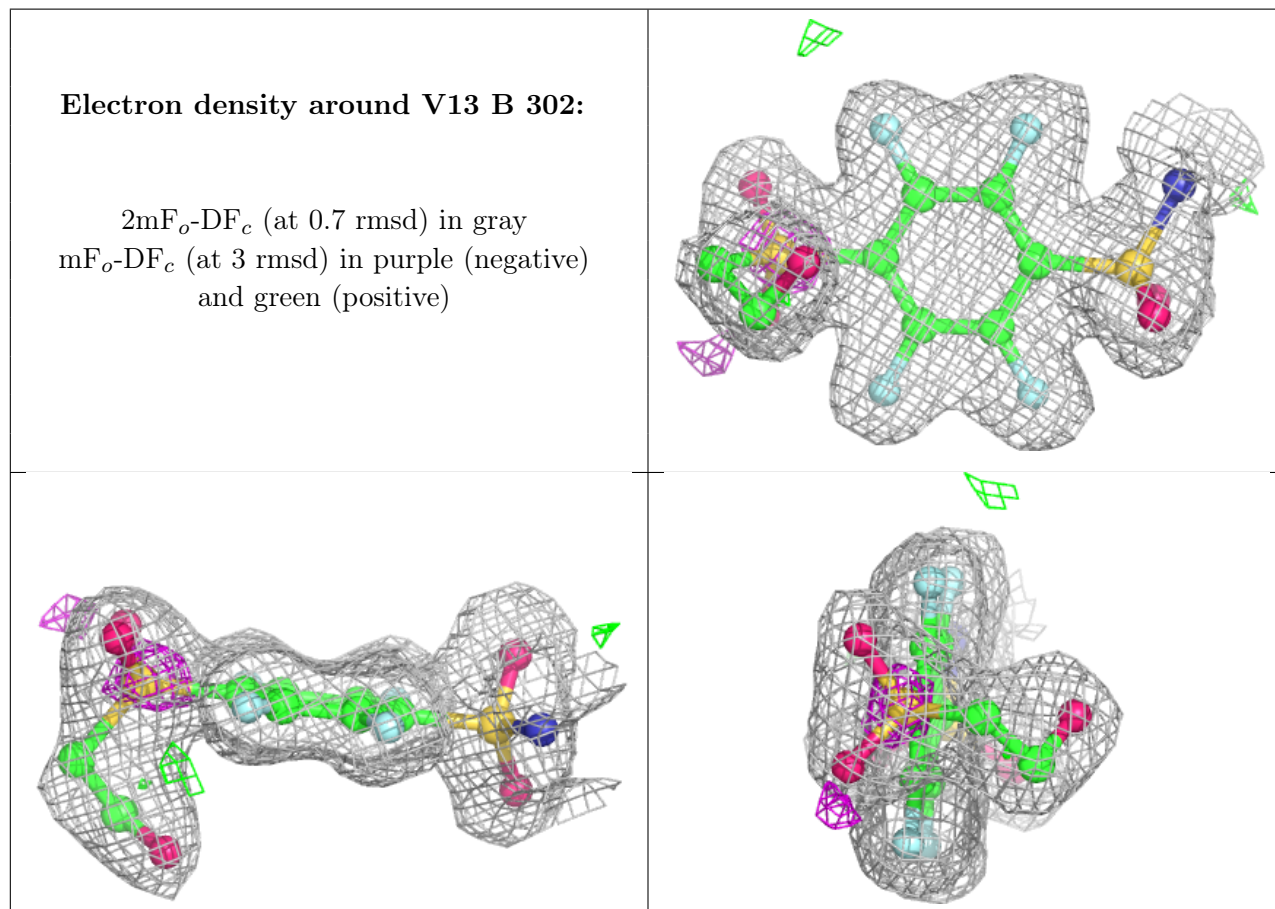 Electron density around V13 B 302:
2mFo-DFc (at 0.7 rmsd) in gray
mFo-DFc (at 3 rmsd) in purple (negative)
and green (positive)